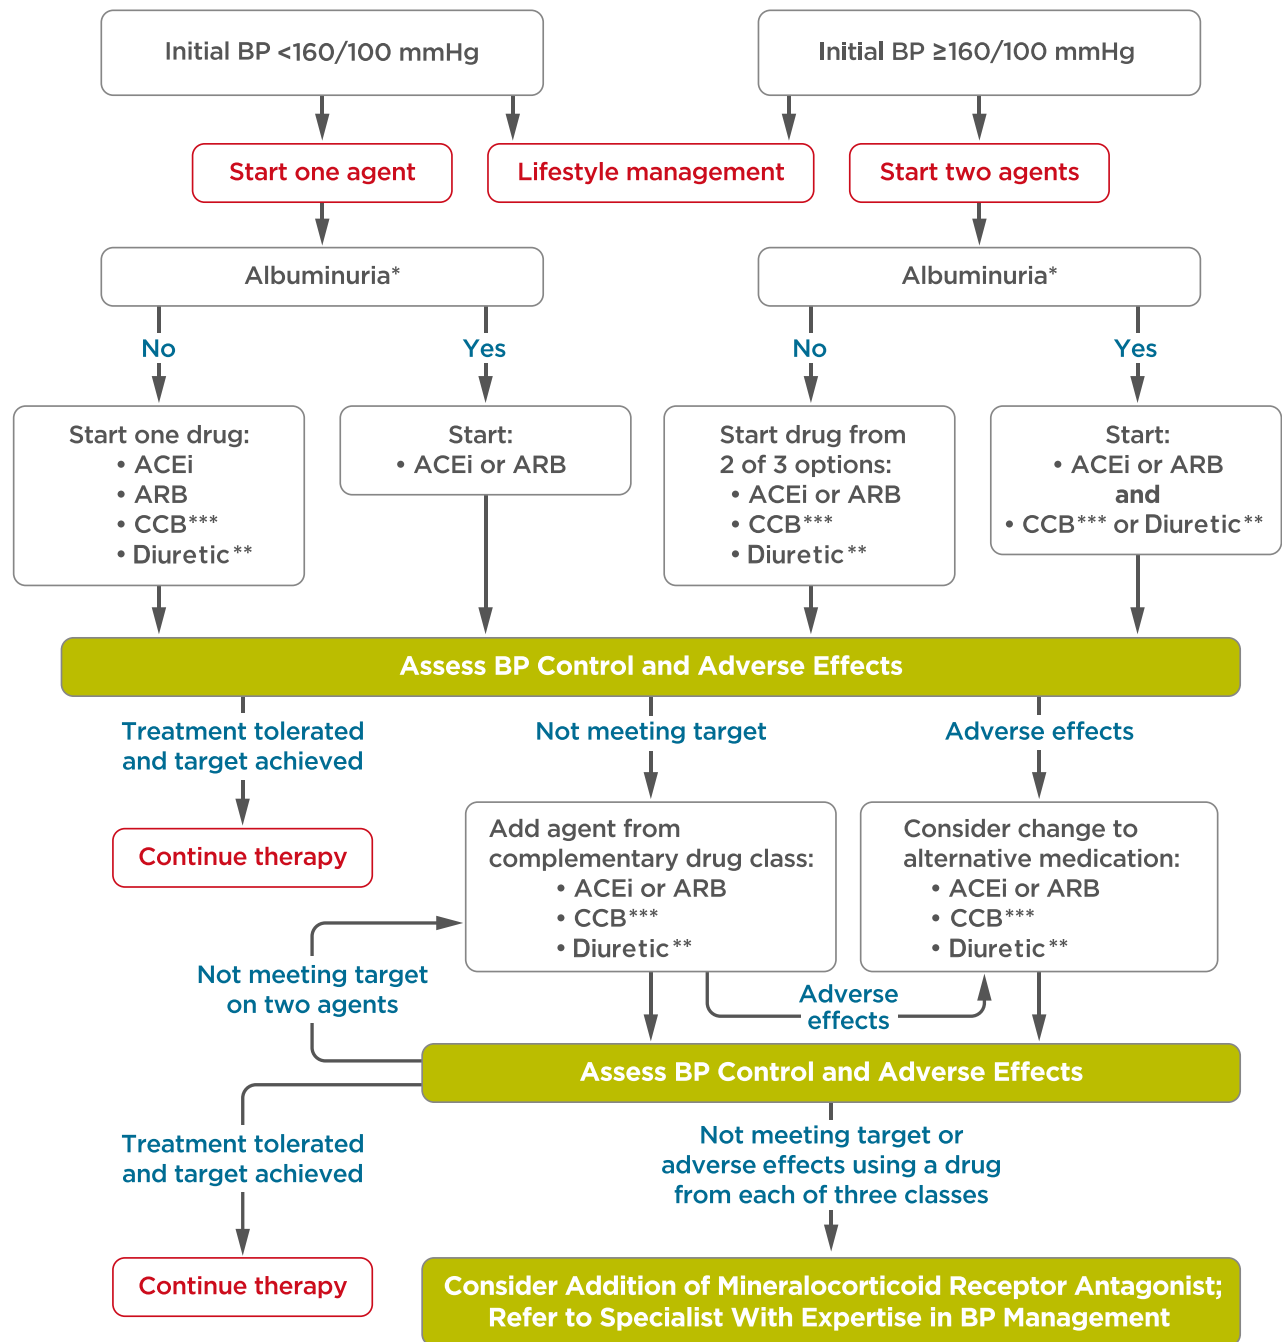 Initial BP <160/100 mmHg
Initial BP ≥160/100 mmHg
Start one agent
Lifestyle management
Start two agents
Albuminuria*
Albuminuria*
No
Yes
No
Yes
Start one drug:
• ACEi
• ARB
• CCB***
• Diuretic**
Start:
• ACEi or ARB
Start drug from
2 of 3 options:
• ACEi or ARB
• CCB***
• Diuretic**
Start:
• ACEi or ARB
and
• CCB*** or Diuretic**
Assess BP Control and Adverse Effects
Treatment tolerated
and target achieved
Not meeting target
Adverse effects
Continue therapy
Add agent from
complementary drug class:
• ACEi or ARB
• CCB***
• Diuretic**
Consider change to
alternative medication:
• ACEi or ARB
• CCB***
• Diuretic**
Not meeting target
on two agents
Adverse
effects
Assess BP Control and Adverse Effects
Treatment tolerated
and target achieved
Not meeting target or
adverse effects using a drug
from each of three classes
Continue therapy
Consider Addition of Mineralocorticoid Receptor Antagonist;
Refer to Specialist With Expertise in BP Management